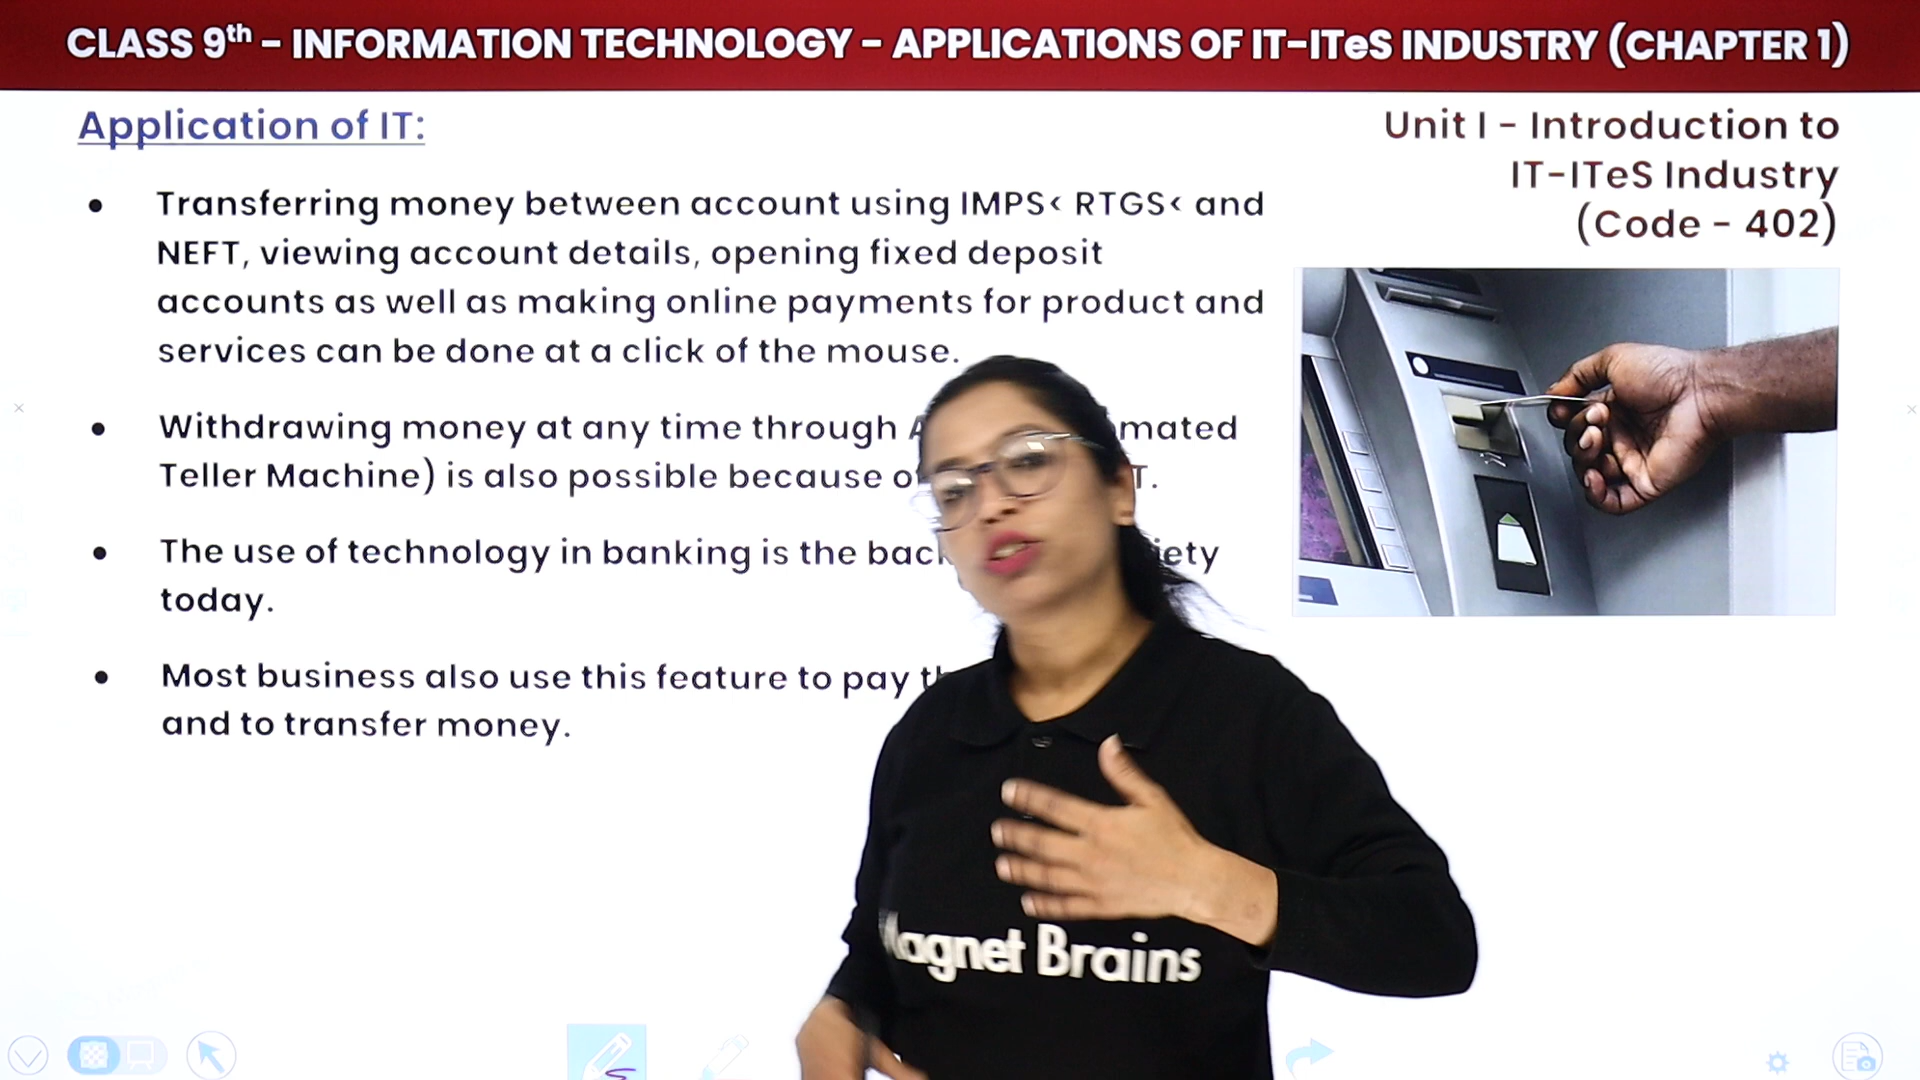 CLASS 9th - INFORMATION TECHNOLOGY - APPLICATIONS OF IT-ITeS INDUSTRY (CHAPTER 1)
Application of IT:
Unit I - Introduction to
IT-ITeS Industry
(Code - 402)
Transferring money between account using IMPS< RTGS< and
NEFT, viewing account details, opening fixed deposit
accounts as well as making online payments for product and
services can be done at a click of the mouse.
Withdrawing money at any time through
Teller Machine) is also possible because
The use of technology in banking is the
today.
Most business also use this feature to pay
and to transfer money.
Magnet Brains